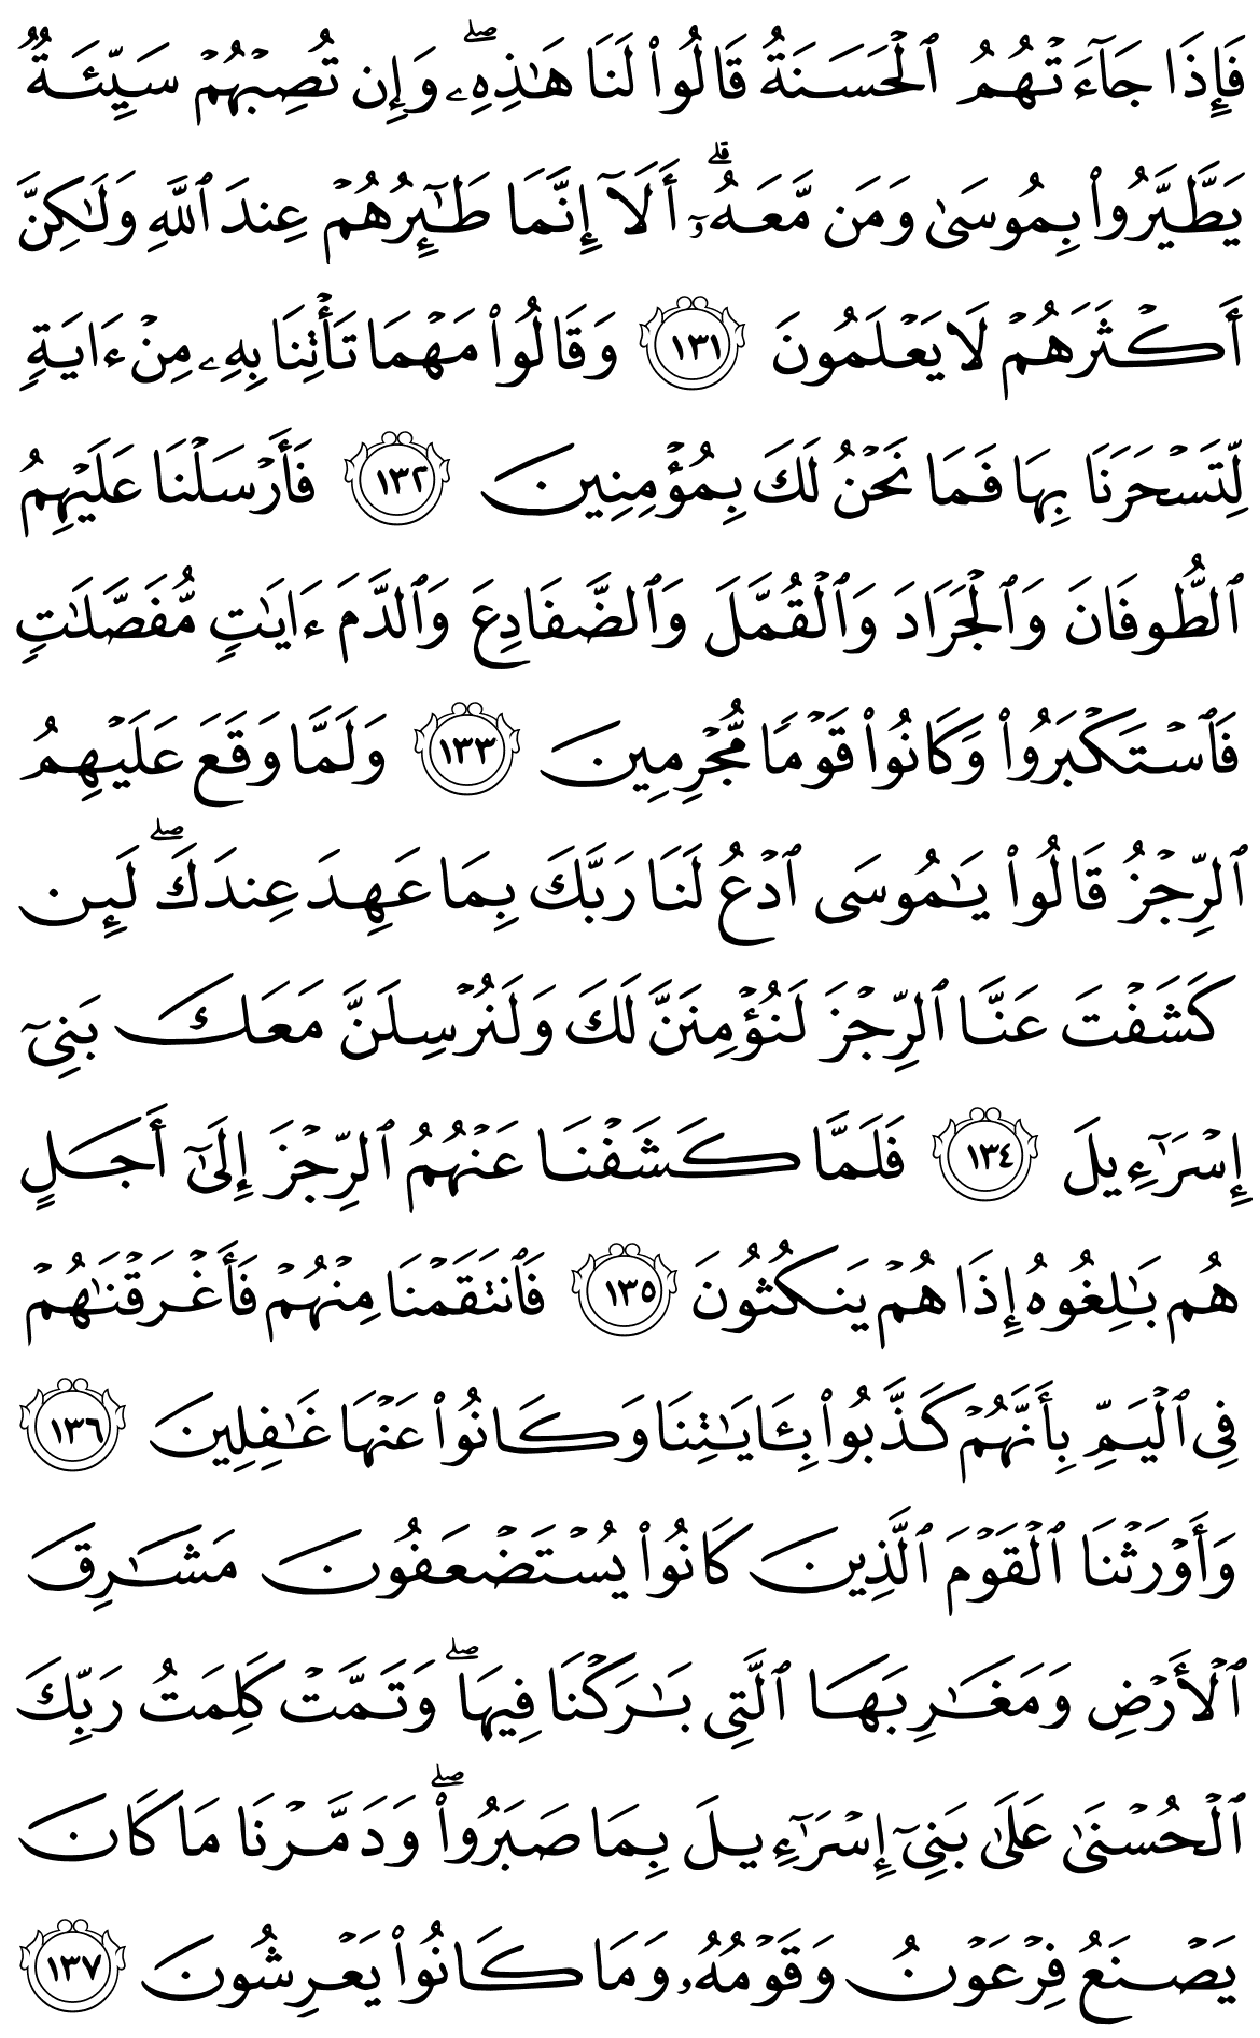 فَإِذَا جَآءَتْهُمُ ٱلْحَسَنَةُ قَالُوا۟ لَنَا هَـٰذِهِۦ ۖ وَإِن تُصِبْهُمْ سَيِّئَةٌ
يَطَّيَّرُوا۟ بِمُوسَىٰ وَمَن مَّعَهُۥٓ ۗ أَلَآ إِنَّمَا طَـٰٓئِرُهُمْ عِندَ ٱللَّهِ وَلَـٰكِنَّ
أَكْثَرَهُمْ لَا يَعْلَمُونَ ١٣١ وَقَالُوا۟ مَهْمَا تَأْتِنَا بِهِۦ مِنْ ءَايَةٍ
لِّتَسْحَرَنَا بِهَا فَمَا نَحْنُ لَكَ بِمُؤْمِنِينَ ١٣٢ فَأَرْسَلْنَا عَلَيْهِمُ
ٱلطُّوفَانَ وَٱلْجَرَادَ وَٱلْقُمَّلَ وَٱلضَّفَادِعَ وَٱلدَّمَ ءَايَـٰتٍ مُّفَصَّلَـٰتٍ
فَٱسْتَكْبَرُوا۟ وَكَانُوا۟ قَوْمًا مُّجْرِمِينَ ١٣٣ وَلَمَّا وَقَعَ عَلَيْهِمُ
ٱلرِّجْزُ قَالُوا۟ يَـٰمُوسَى ٱدْعُ لَنَا رَبَّكَ بِمَا عَهِدَ عِندَكَ ۖ لَئِن
كَشَفْتَ عَنَّا ٱلرِّجْزَ لَنُؤْمِنَنَّ لَكَ وَلَنُرْسِلَنَّ مَعَكَ بَنِىٓ
إِسْرَٰٓءِيلَ ١٣٤ فَلَمَّا كَشَفْنَا عَنْهُمُ ٱلرِّجْزَ إِلَىٰٓ أَجَلٍ
هُم بَـٰلِغُوهُ إِذَا هُمْ يَنكُثُونَ ١٣٥ فَٱنتَقَمْنَا مِنْهُمْ فَأَغْرَقْنَـٰهُمْ
فِى ٱلْيَمِّ بِأَنَّهُمْ كَذَّبُوا۟ بِـَٔايَـٰتِنَا وَكَانُوا۟ عَنْهَا غَـٰفِلِينَ ١٣٦
وَأَوْرَثْنَا ٱلْقَوْمَ ٱلَّذِينَ كَانُوا۟ يُسْتَضْعَفُونَ مَشَـٰرِقَ
ٱلْأَرْضِ وَمَغَـٰرِبَهَا ٱلَّتِى بَـٰرَكْنَا فِيهَا ۖ وَتَمَّتْ كَلِمَتُ رَبِّكَ
ٱلْحُسْنَىٰ عَلَىٰ بَنِىٓ إِسْرَٰٓءِيلَ بِمَا صَبَرُوا۟ ۖ وَدَمَّرْنَا مَا كَانَ
يَصْنَعُ فِرْعَوْنُ وَقَوْمُهُۥ وَمَا كَانُوا۟ يَعْرِشُونَ ١٣٧